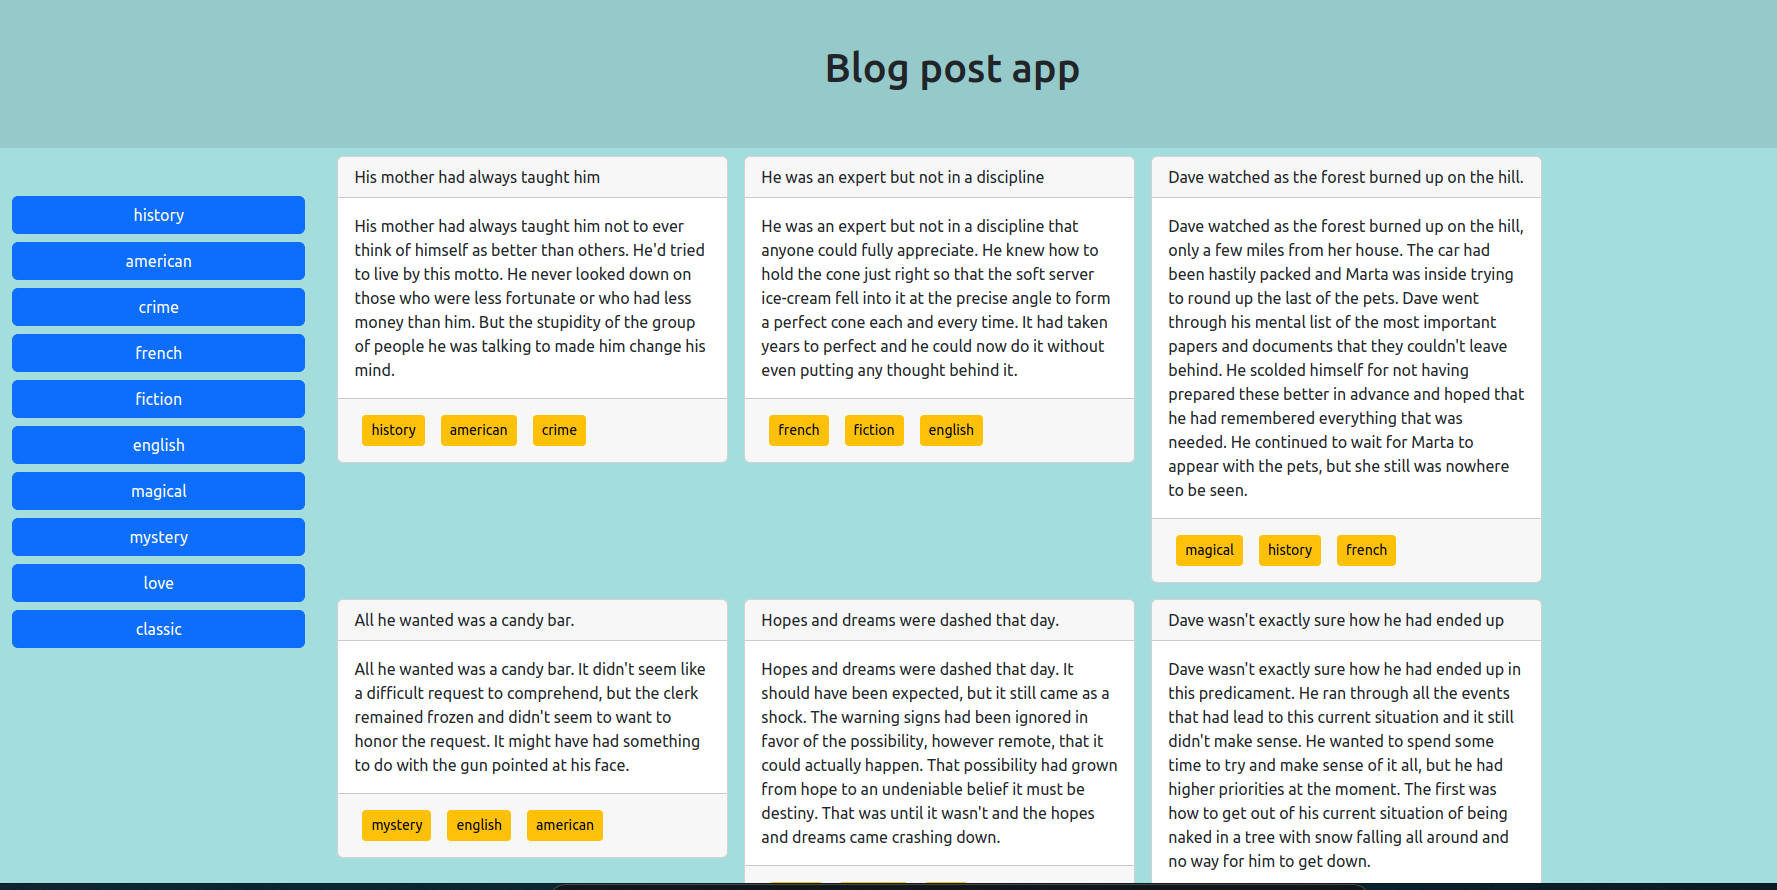 Blog post app
history
american
crime
french
fiction
english
magical
mystery
love
classic
His mother had always taught him
His mother had always taught him not to ever
think of himself as better than others. He'd tried
to live by this motto. He never looked down on
those who were less fortunate or who had less
money than him. But the stupidity of the group
of people he was talking to made him change his
mind.
history american crime
He was an expert but not in a discipline
He was an expert but not in a discipline that
anyone could fully appreciate. He knew how to
hold the cone just right so that the soft server
ice-cream fell into it at the precise angle to form
a perfect cone each and every time. It had taken
years to perfect and he could now do it without
even putting any thought behind it.
french fiction english
Dave watched as the forest burned up on the hill.
Dave watched as the forest burned up on the hill,
only a few miles from her house. The car had
been hastily packed and Marta was inside trying
to round up the last of the pets. Dave went
through his mental list of the most important
papers and documents that they couldn't leave
behind. He scolded himself for not having
prepared these better in advance and hoped that
he had remembered everything that was
needed. He continued to wait for Marta to
appear with the pets, but she still was nowhere
to be seen.
magical history french
All he wanted was a candy bar.
All he wanted was a candy bar. It didn't seem like
a difficult request to comprehend, but the clerk
remained frozen and didn't seem to want to
honor the request. It might have had something
to do with the gun pointed at his face.
mystery english american
Hopes and dreams were dashed that day.
Hopes and dreams were dashed that day. It
should have been expected, but it still came as a
shock. The warning signs had been ignored in
favor of the possibility, however remote, that it
could actually happen. That possibility had grown
from hope to an undeniable belief it must be
destiny. That was until it wasn't and the hopes
and dreams came crashing down.
Dave wasn't exactly sure how he had ended up
Dave wasn't exactly sure how he had ended up in
this predicament. He ran through all the events
that had lead to this current situation and it still
didn't make sense. He wanted to spend some
time to try and make sense of it all, but he had
higher priorities at the moment. The first was
how to get out of his current situation of being
naked in a tree with snow falling all around and
no way for him to get down.